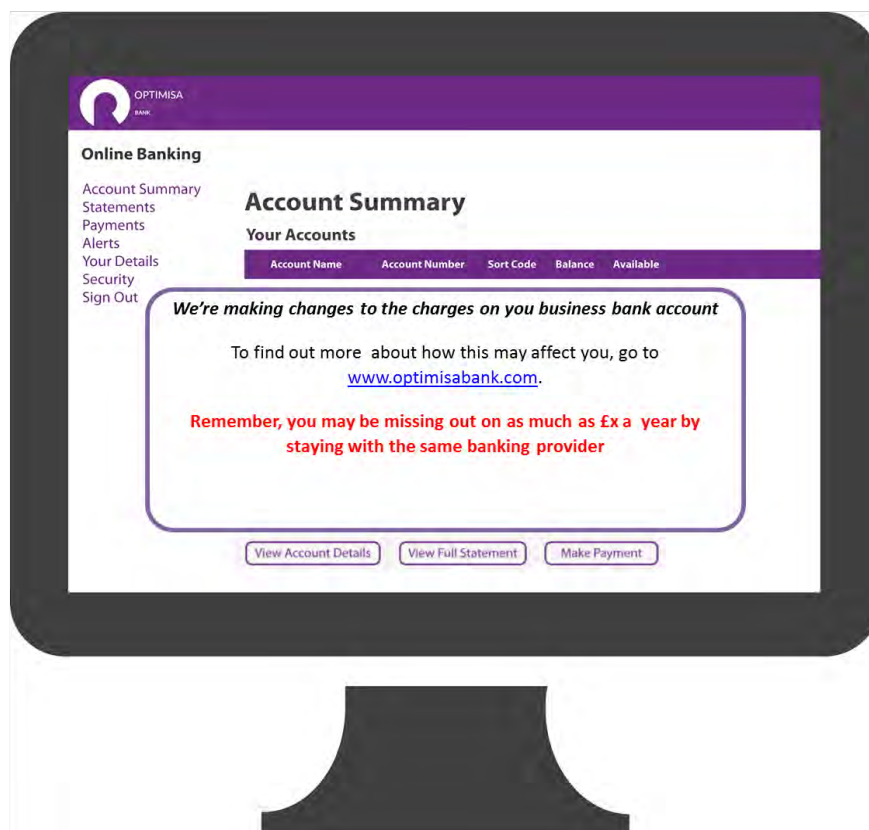 OPTIMISA
BANK
Online Banking
Account Summary
Statements
Payments
Alerts
Your Details
Security
Sign Out
Account Summary
Your Accounts
Account Name Account Number Sort Code Balance Available
We're making changes to the charges on you business bank account
To find out more about how this may affect you, go to
www.optimisabank.com.
Remember, you may be missing out on as much as £x a year by
staying with the same banking provider
View Account Details View Full Statement Make Payment